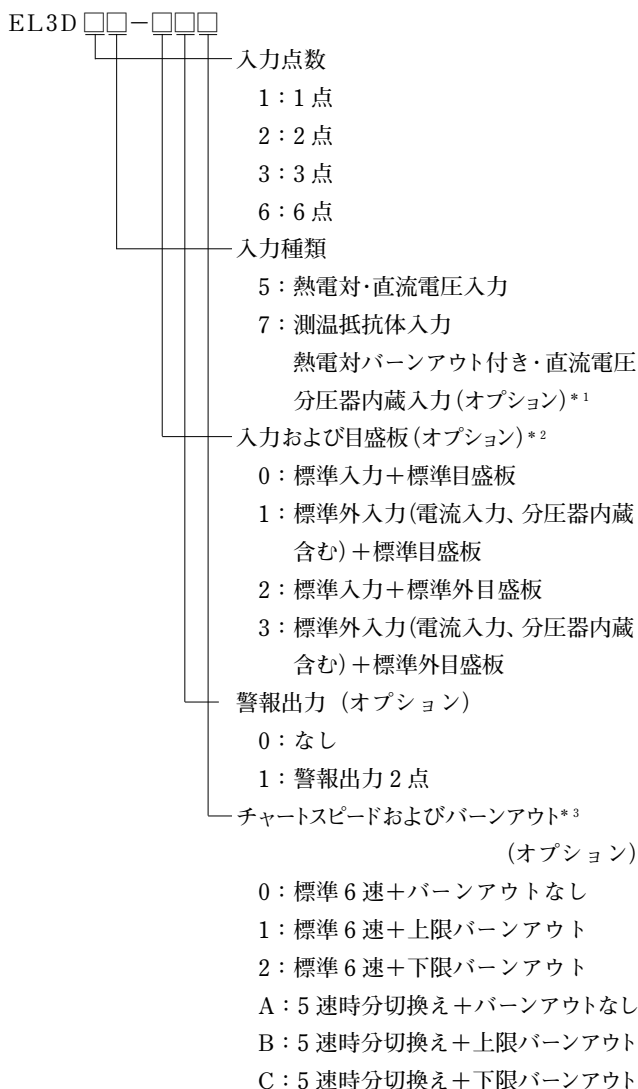 EL3D□□－□□□
入力点数
1：1点
2：2点
3：3点
6：6点
入力種類
5：熱電対･直流電圧入力
7：測温抵抗体入力
熱電対バーンアウト付き･直流電圧
分圧器内蔵入力(オプション)*1
入力および目盛板(オプション)*2
0：標準入力＋標準目盛板
1：標準外入力(電流入力、分圧器内蔵
含む)＋標準目盛板
2：標準入力＋標準外目盛板
3：標準外入力(電流入力、分圧器内蔵
含む)＋標準外目盛板
警報出力 (オプション)
0：なし
1：警報出力2点
チャートスピードおよびバーンアウト*3
(オプション)
0：標準6速＋バーンアウトなし
1：標準6速＋上限バーンアウト
2：標準6速＋下限バーンアウト
A：5速時分切換え＋バーンアウトなし
B：5速時分切換え＋上限バーンアウト
C：5速時分切換え＋下限バーンアウト